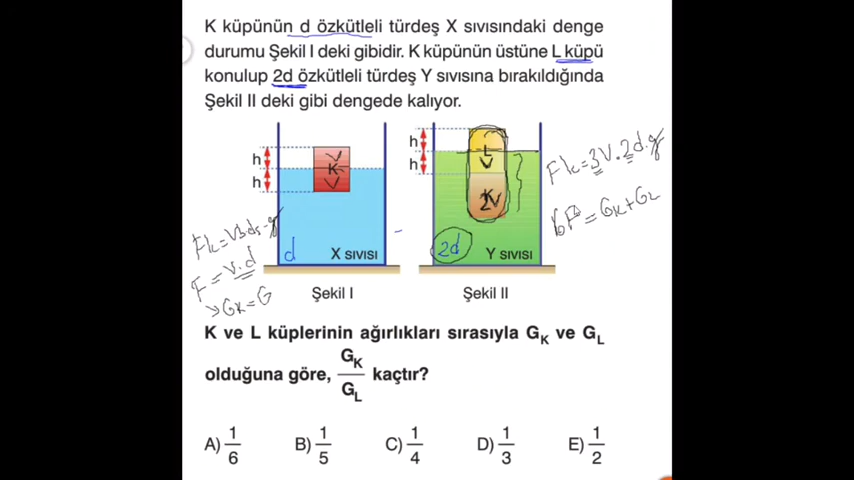 K küpünün d özkütleli türdeş X sıvısındaki denge
durumu Şekil I deki gibidir. K küpünün üstüne L küpü
konulup 2d özkütleli türdeş Y sıvısına bırakıldığında
Şekil II deki gibi dengede kalıyor.
h
h
V
K
V
d
X SIVISI
Şekil I
h
h
L
V
K
2V
2d
Y SIVISI
Şekil II
Fk = 3V.2d.g
6F = GK + GL
F = V.d
GK = G
K ve L küplerinin ağırlıkları sırasıyla GK ve GL
olduğuna göre, GK/GL kaçtır?
A) 1/6 B) 1/5 C) 1/4 D) 1/3 E) 1/2